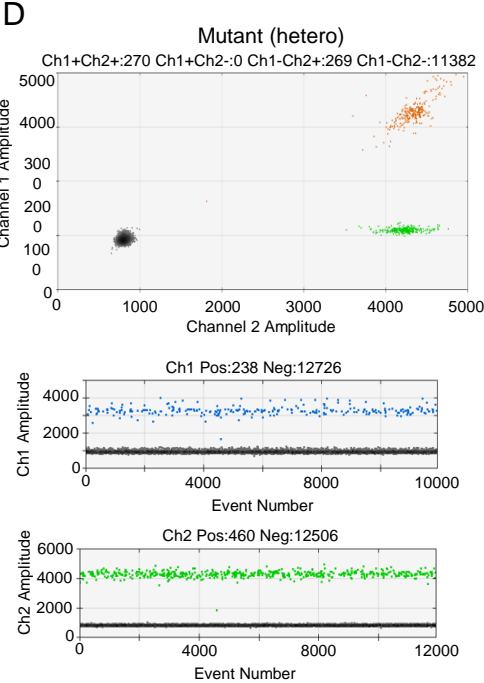 D
Mutant (hetero)
Ch1+Ch2+:270 Ch1+Ch2-:0 Ch1-Ch2+:269 Ch1-Ch2-:11382
Channel 1 Amplitude
5000
4000
300
0
200
0
100
0
0
0 1000 2000 3000 4000 5000
Channel 2 Amplitude
Ch1 Pos:238 Neg:12726
Ch1 Amplitude
4000
2000
0
0 4000 8000 10000
Event Number
Ch2 Pos:460 Neg:12506
Ch2 Amplitude
6000
4000
2000
0
0 4000 8000 12000
Event Number